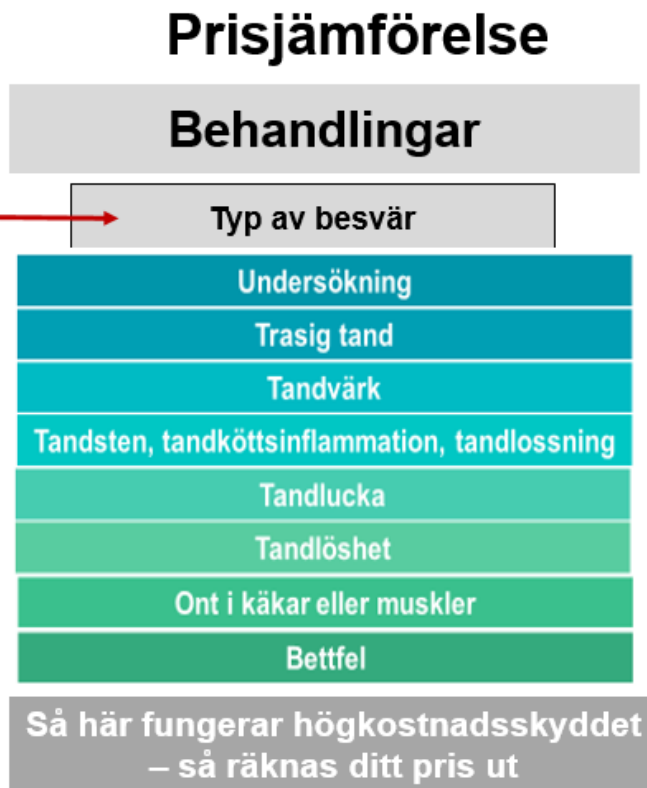 Prisjämförelse
Behandlingar
Typ av besvär
Undersökning
Trasig tand
Tandvärk
Tandsten, tandköttsinflammation, tandlossning
Tandlucka
Tandlöshet
Ont i käkar eller muskler
Bettfel
Så här fungerar högkostnadsskyddet
– så räknas ditt pris ut